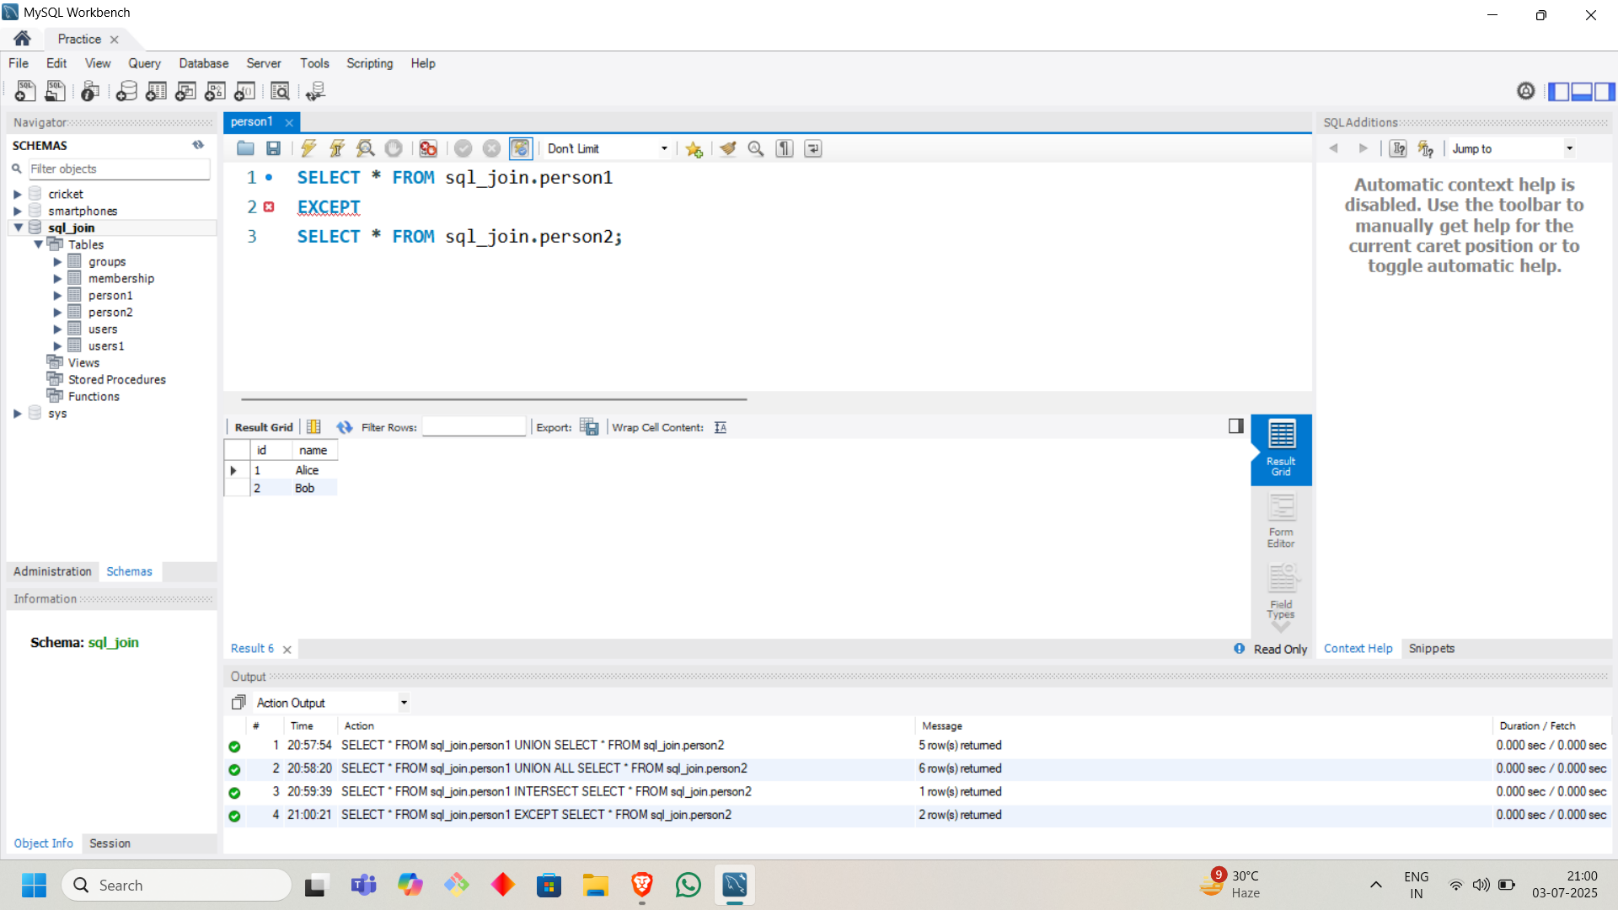 MySQL Workbench
Practice
File Edit View Query Database Server Tools Scripting Help
Navigator
SCHEMAS
Filter objects
cricket
smartphones
sql_join
Tables
groups
membership
person1
person2
users
users1
Views
Stored Procedures
Functions
sys
Administration Schemas
Information
Schema: sql_join
Object Info Session
person1
Don't Limit
1 SELECT * FROM sql_join.person1
2 EXCEPT
3 SELECT * FROM sql_join.person2;
Result Grid Filter Rows: Export: Wrap Cell Content:
id name
1 Alice
2 Bob
Result Grid
Form Editor
Field Types
Result 6
Read Only
SQLAdditions
Jump to
Automatic context help is
disabled. Use the toolbar to
manually get help for the
current caret position or to
toggle automatic help.
Context Help Snippets
Output
Action Output
# Time Action Message Duration / Fetch
1 20:57:54 SELECT * FROM sql_join.person1 UNION SELECT * FROM sql_join.person2 5 row(s) returned 0.000 sec / 0.000 sec
2 20:58:20 SELECT * FROM sql_join.person1 UNION ALL SELECT * FROM sql_join.person2 6 row(s) returned 0.000 sec / 0.000 sec
3 20:59:39 SELECT * FROM sql_join.person1 INTERSECT SELECT * FROM sql_join.person2 1 row(s) returned 0.000 sec / 0.000 sec
4 21:00:21 SELECT * FROM sql_join.person1 EXCEPT SELECT * FROM sql_join.person2 2 row(s) returned 0.000 sec / 0.000 sec
Search
9
30°C
Haze
ENG
IN
21:00
03-07-2025